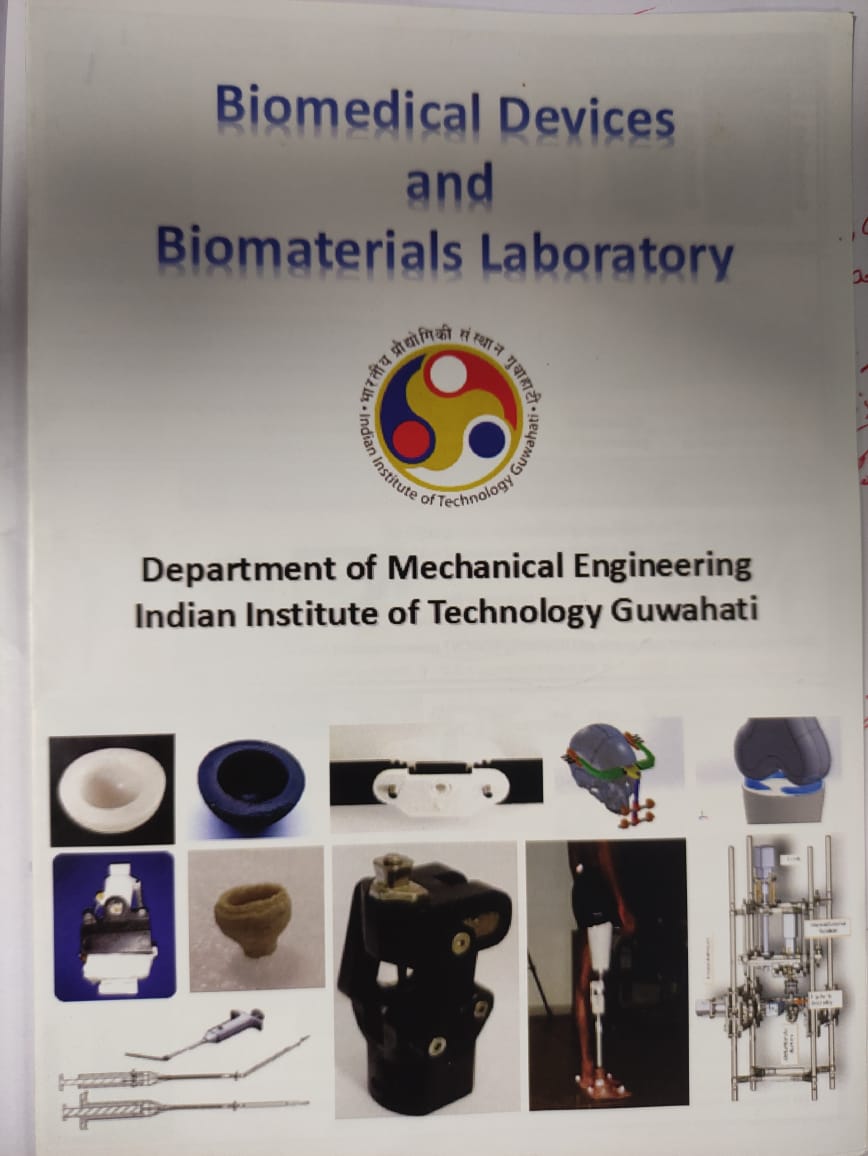 Biomedical Devices
and
Biomaterials Laboratory
भारतीय प्रौद्योगिकी संस्थान गुवाहाटी
Indian Institute of Technology Guwahati
Department of Mechanical Engineering
Indian Institute of Technology Guwahati